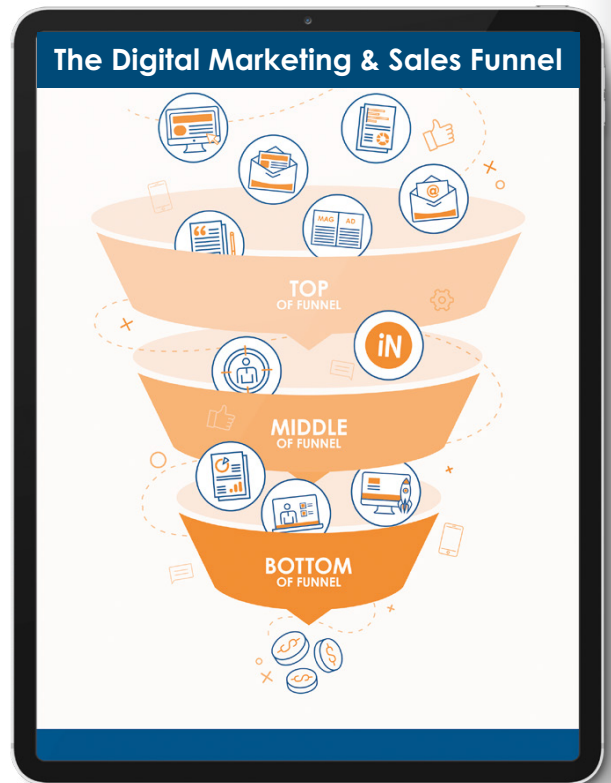 The Digital Marketing & Sales Funnel
@
“
MAG AD
TOP
OF FUNNEL
iN
MIDDLE
OF FUNNEL
BOTTOM
OF FUNNEL
$ $
$